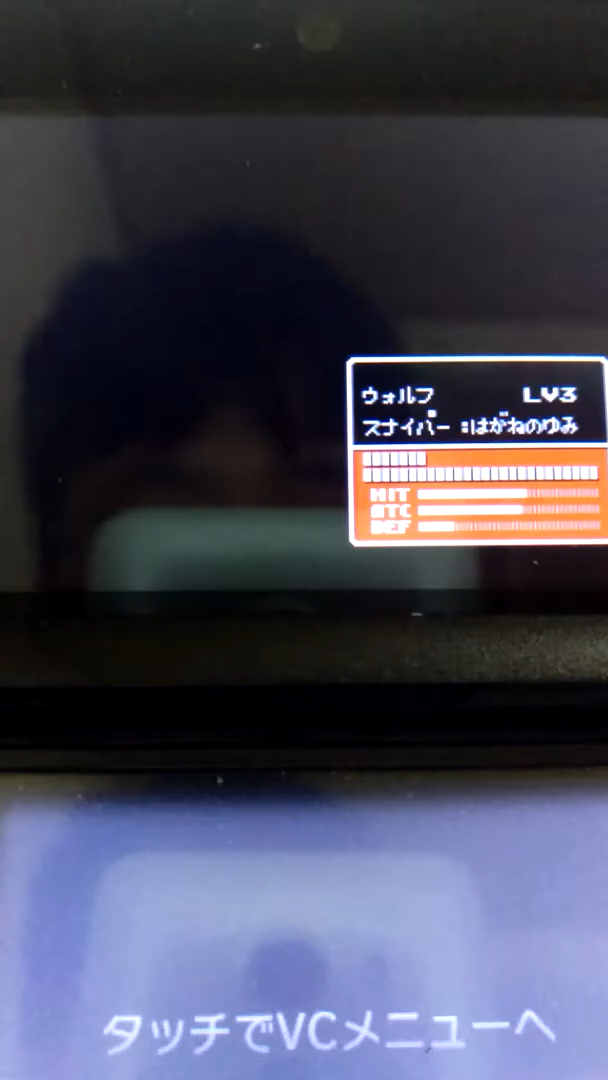 ウォルフ LV3
スナイパー :はがねのゆみ
HIT
ATC
DEF
タッチでVCメニューへ